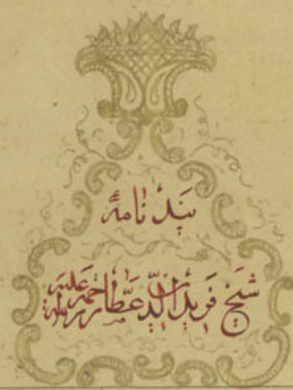 پند نامهٔ
شیخ فرید الدین عطار رحمة الله علیه